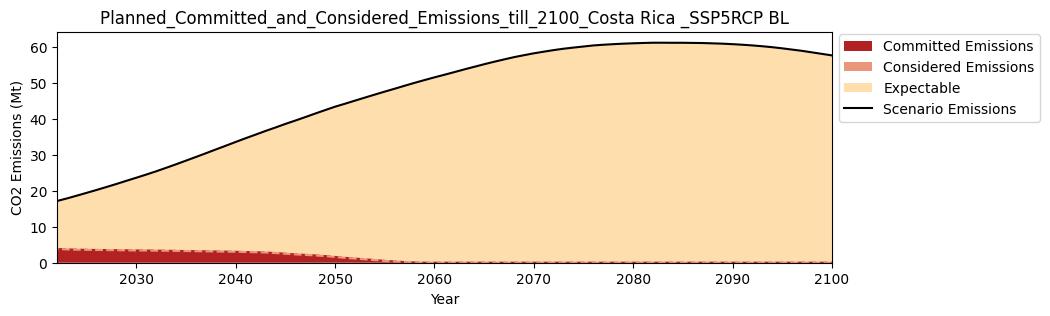 Planned_Committed_and_Considered_Emissions_till_2100_Costa Rica _SSP5RCP BL
60
50
40
30
20
10
0
CO2 Emissions (Mt)
2030 2040 2050 2060 2070 2080 2090 2100
Year
Committed Emissions
Considered Emissions
Expectable
Scenario Emissions